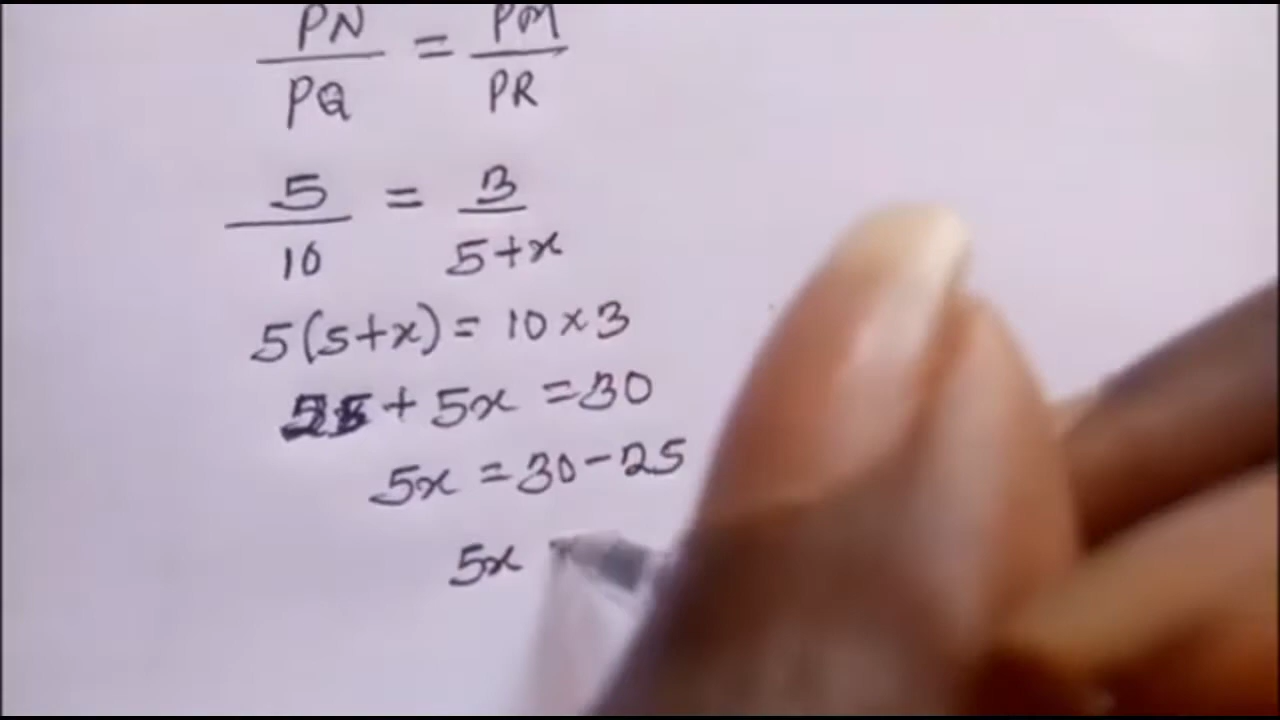 PN/PQ = PM/PR
5/10 = 3/5+x
5(5+x) = 10×3
25 + 5x = 30
5x = 30-25
5x